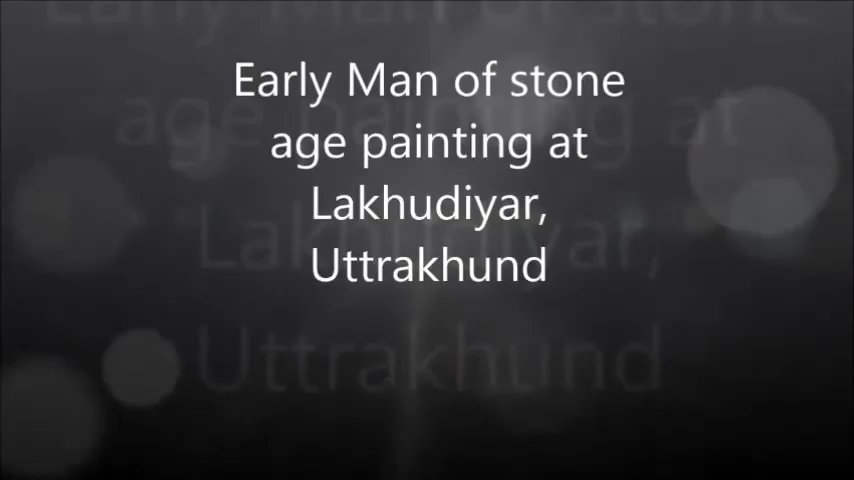 Early Man of stone
age painting at
Lakhudiyar,
Uttrakhund